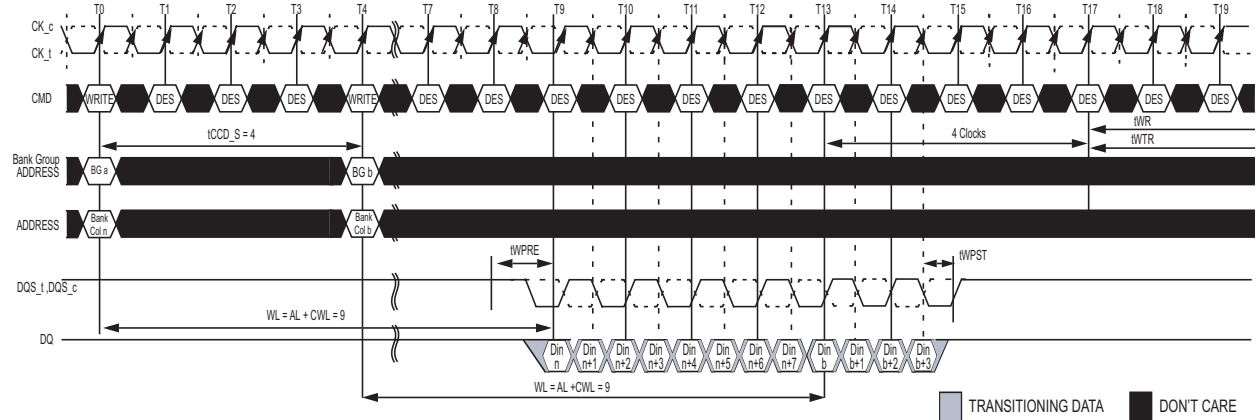 T0 T1 T2 T3 T4 T7 T8 T9 T10 T11 T12 T13 T14 T15 T16 T17 T18 T19
CK_c
CK_t
CMD WRITE DES DES DES WRITE DES DES DES DES DES DES DES DES DES DES DES DES DES
tCCD_S = 4
4 Clocks
tWR
tWTR
Bank Group
ADDRESS
BG a
BG b
ADDRESS
Bank
Col n
Bank
Col b
tWPRE
tWPST
DQS_t ,DQS_c
WL = AL + CWL = 9
DQ
Din
n
Din
n+1
Din
n+2
Din
n+3
Din
n+4
Din
n+5
Din
n+6
Din
n+7
Din
b
Din
b+1
Din
b+2
Din
b+3
WL = AL +CWL = 9
TRANSITIONING DATA
DON'T CARE